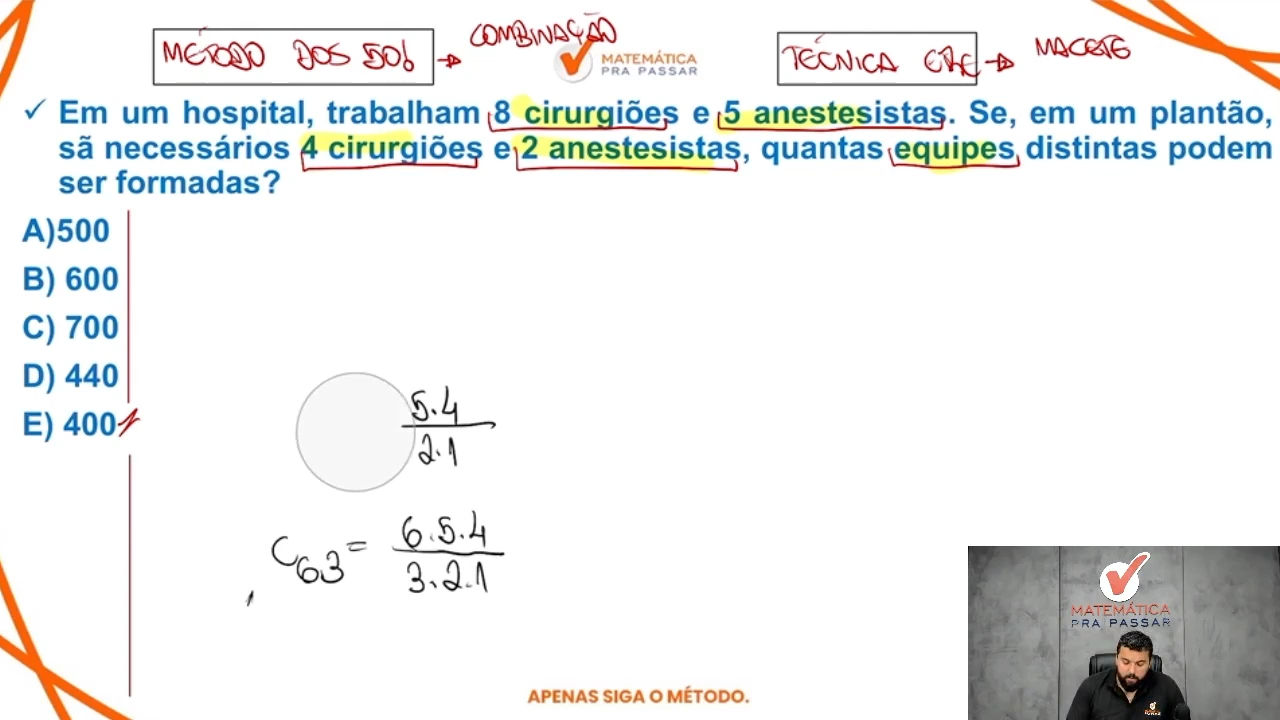 MÉTODO DOS 50! → COMBINAÇÃO
MATEMÁTICA
PRA PASSAR
TÉCNICA → MACETE
✓ Em um hospital, trabalham 8 cirurgiões e 5 anestesistas. Se, em um plantão,
sã necessários 4 cirurgiões e 2 anestesistas, quantas equipes distintas podem
ser formadas?
A)500
B) 600
C) 700
D) 440
E) 400
5.4
2.1
C63 = 6.5.4
3.2.1
MATEMÁTICA
PRA PASSAR
APENAS SIGA O MÉTODO.